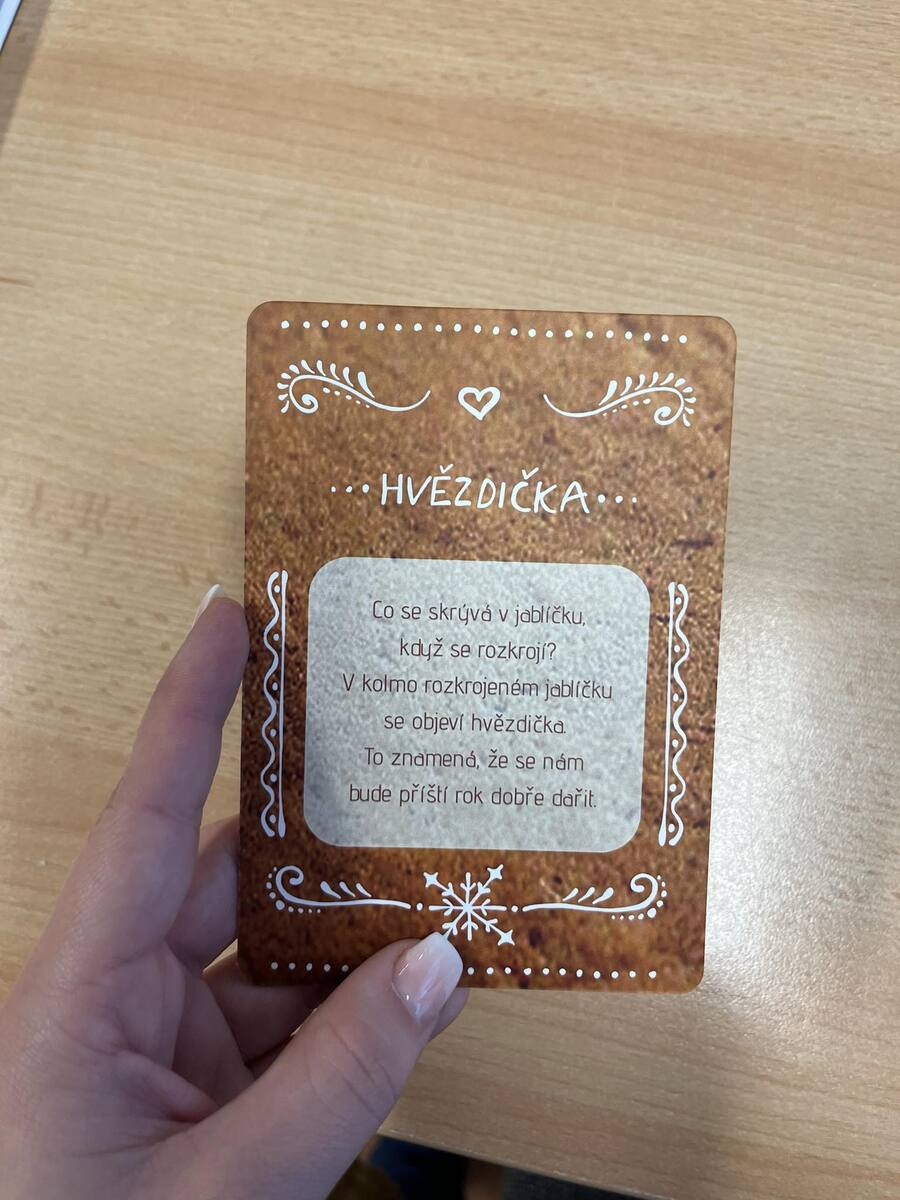 ...HVĚZDIČKA...
Co se skrývá v jablíčku,
když se rozkrojí?
V kolmo rozkrojeném jablíčku
se objeví hvězdička.
To znamená, že se nám
bude příští rok dobře dařit.